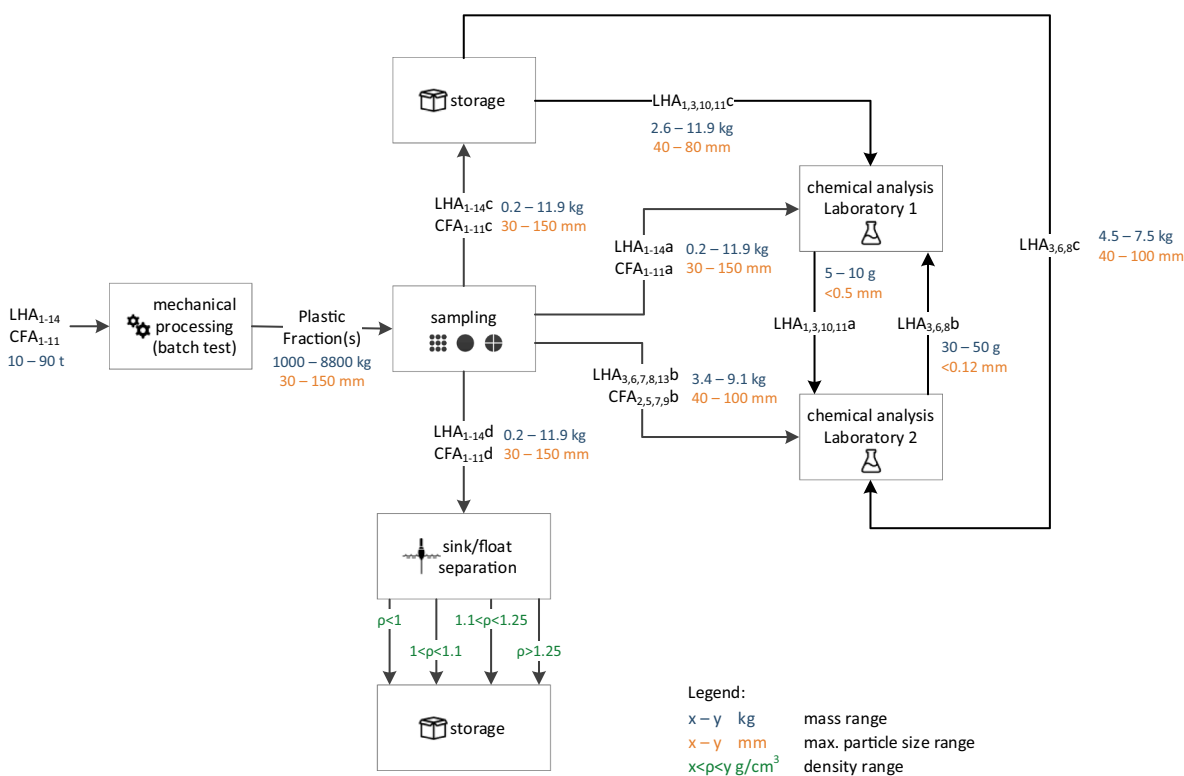 storage
LHA1,3,10,11c
2.6 – 11.9 kg
40 – 80 mm
chemical analysis
Laboratory 1
LHA1-14c 0.2 – 11.9 kg
CFA1-11c 30 – 150 mm
LHA1-14a 0.2 – 11.9 kg
CFA1-11a 30 – 150 mm
LHA3,6,8c 4.5 – 7.5 kg
40 – 100 mm
5 – 10 g
<0.5 mm
LHA1-14
CFA1-11
10 – 90 t
mechanical
processing
(batch test)
Plastic
Fraction(s)
1000 – 8800 kg
30 – 150 mm
sampling
LHA1,3,10,11a
LHA3,6,8b
30 – 50 g
<0.12 mm
LHA3,6,7,8,13b 3.4 – 9.1 kg
CFA2,5,7,9b 40 – 100 mm
chemical analysis
Laboratory 2
LHA1-14d 0.2 – 11.9 kg
CFA1-11d 30 – 150 mm
sink/float
separation
ρ<1
1.1<ρ<1.25
1<ρ<1.1
ρ>1.25
storage
Legend:
x – y kg mass range
x – y mm max. particle size range
x<ρ<y g/cm³ density range